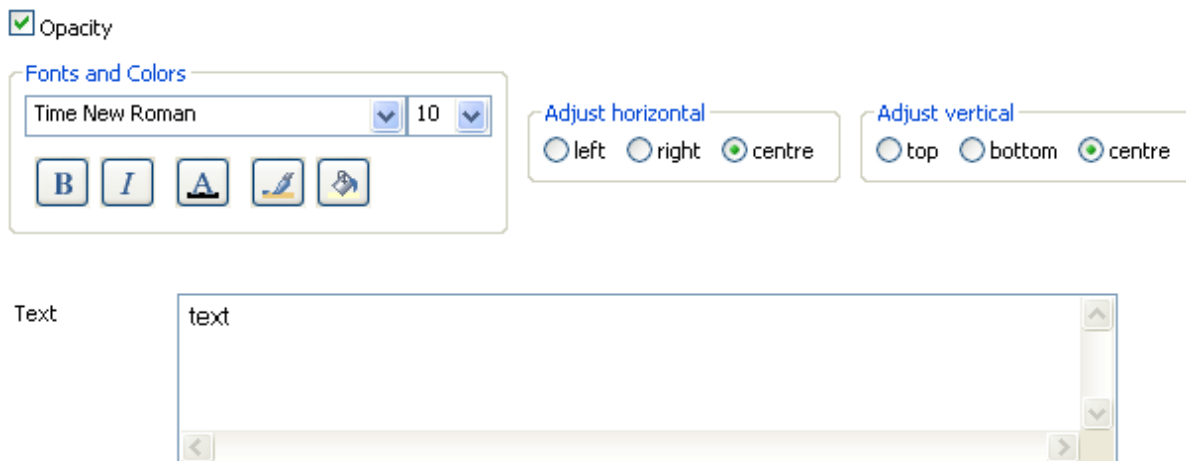 Opacity
Fonts and Colors
Time New Roman 10
B I A
Adjust horizontal
left right centre
Adjust vertical
top bottom centre
Text
text